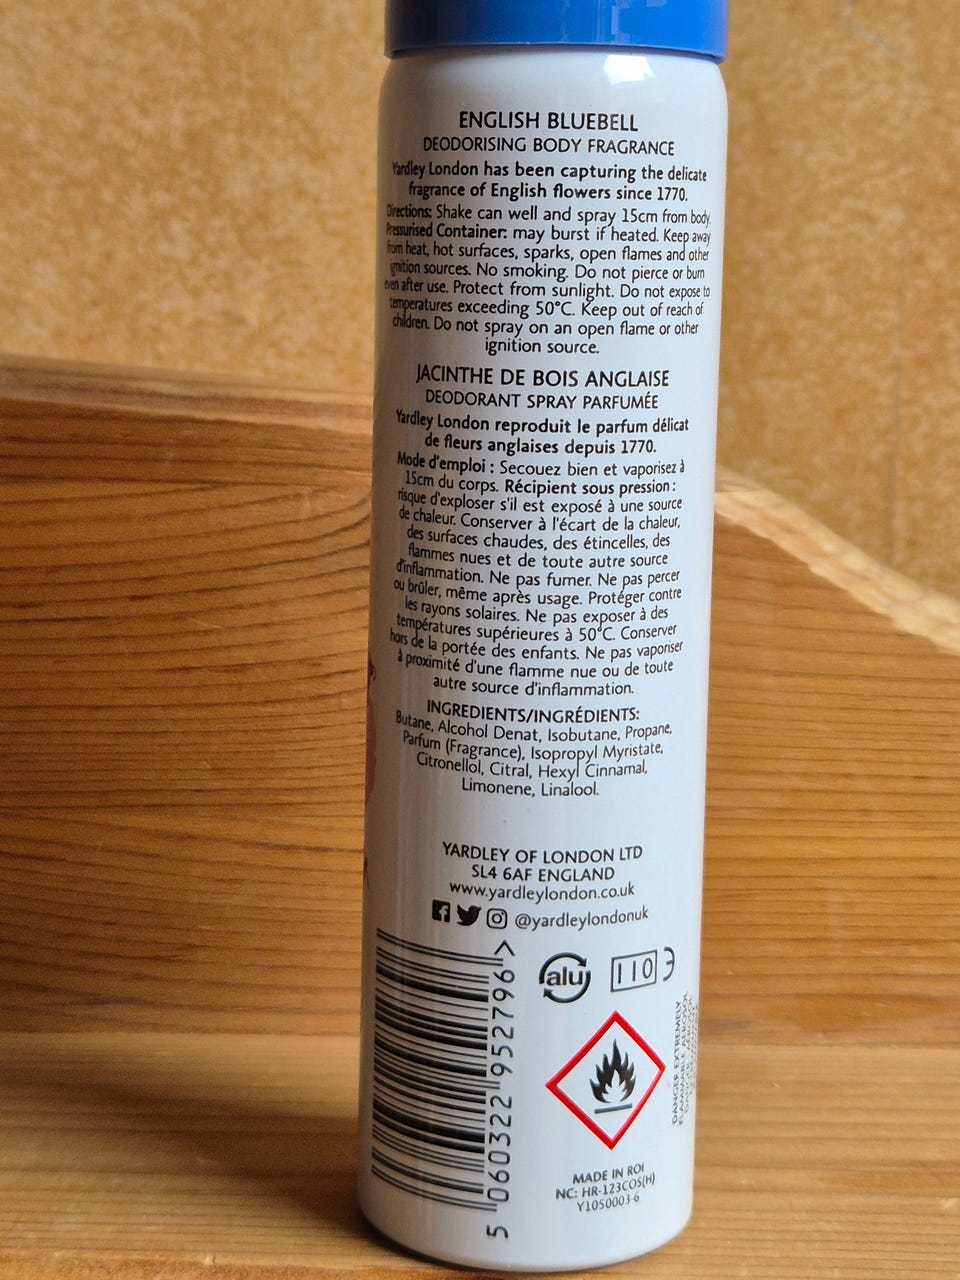 ENGLISH BLUEBELL
DEODORISING BODY FRAGRANCE
Yardley London has been capturing the delicate
fragrance of English flowers since 1770.
Directions: Shake can well and spray 15cm from body.
Pressurised Container: may burst if heated. Keep away
from heat, hot surfaces, sparks, open flames and other
ignition sources. No smoking. Do not pierce or burn
even after use. Protect from sunlight. Do not expose to
temperatures exceeding 50°C. Keep out of reach of
children. Do not spray on an open flame or other
ignition source.
JACINTHE DE BOIS ANGLAISE
DEODORANT SPRAY PARFUMÉE
Yardley London reproduit le parfum délicat
de fleurs anglaises depuis 1770.
Mode d'emploi : Secouez bien et vaporisez à
15cm du corps. Récipient sous pression :
risque d'exploser s'il est exposé à une source
de chaleur. Conserver à l'écart de la chaleur,
des surfaces chaudes, des étincelles, des
flammes nues et de toute autre source
d'inflammation. Ne pas fumer. Ne pas percer
ou brûler, même après usage. Protéger contre
les rayons solaires. Ne pas exposer à des
températures supérieures à 50°C. Conserver
hors de la portée des enfants. Ne pas vaporiser
à proximité d'une flamme nue ou de toute
autre source d'inflammation.
INGREDIENTS/INGRÉDIENTS:
Butane, Alcohol Denat, Isobutane, Propane,
Parfum (Fragrance), Isopropyl Myristate,
Citronellol, Citral, Hexyl Cinnamal,
Limonene, Linalool.
YARDLEY OF LONDON LTD
SL4 6AF ENGLAND
www.yardleylondon.co.uk
@yardleylondonuk
alu
110 3
5 060322 952796 >
DANGER EXTREMELY
FLAMMABLE AEROSOL
MADE IN ROI
NC: HR-123COS(H)
Y1050003-6